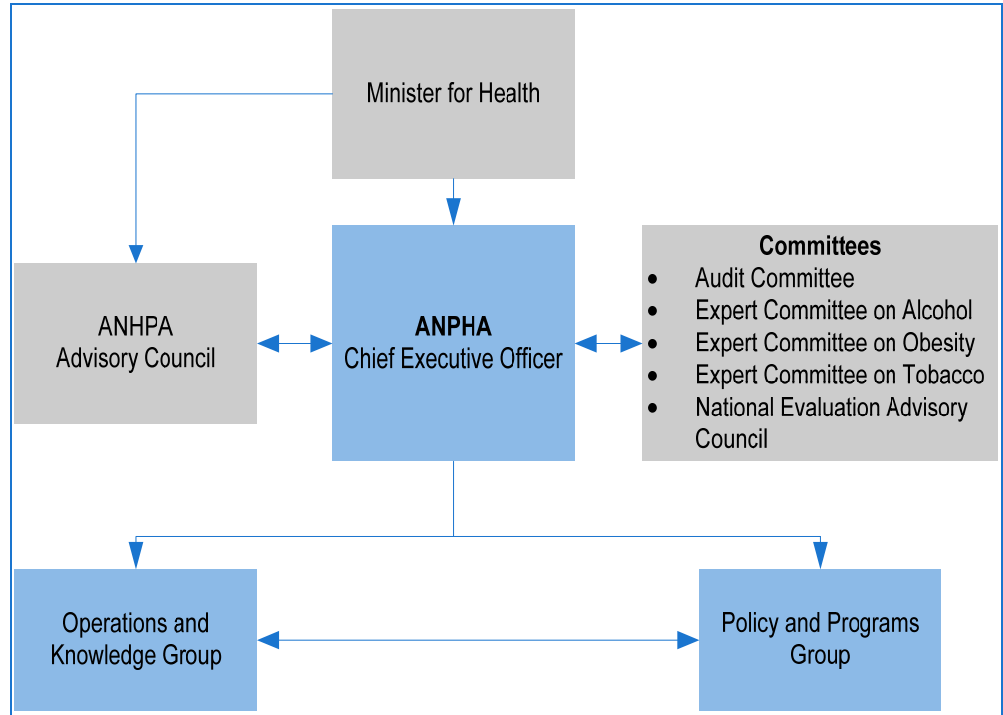 Minister for Health
ANHPA
Advisory Council
ANPHA
Chief Executive Officer
Committees
• Audit Committee
• Expert Committee on Alcohol
• Expert Committee on Obesity
• Expert Committee on Tobacco
• National Evaluation Advisory
Council
Operations and
Knowledge Group
Policy and Programs
Group